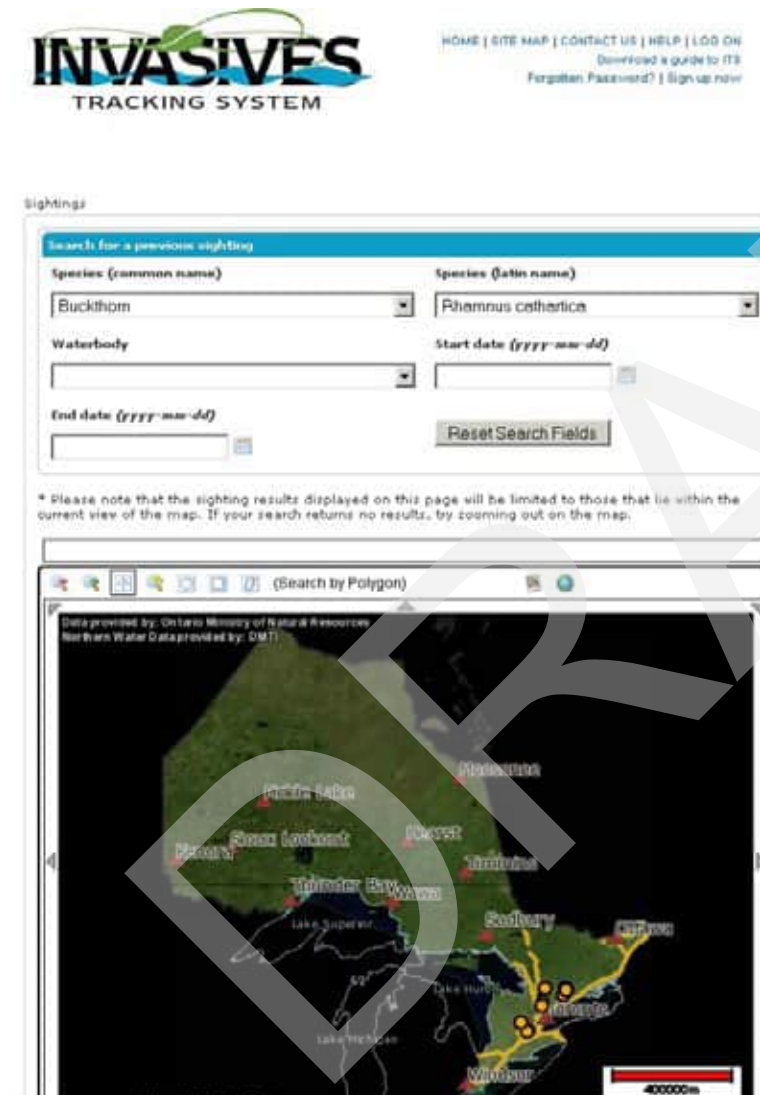 INVASIVES
TRACKING SYSTEM
HOME | SITE MAP | CONTACT US | HELP | LOG ON
Download a guide to ITS
Forgotten Password? | Sign up now
Sightings
Search for a previous sighting
Species (common name)
Species (latin name)
Buckthorn
Rhamnus cathartica
Waterbody
Start date (yyyy-mm-dd)
End date (yyyy-mm-dd)
Reset Search Fields
* Please note that the sighting results displayed on this page will be limited to those that lie within the
current view of the map. If your search returns no results, try zooming out on the map.
(Search by Polygon)
Data provided by: Ontario Ministry of Natural Resources
Northern Water Data provided by: DMTI
Moosonee
Pickle Lake
Sioux Lookout
Hearst
Kenora
Timmins
Thunder Bay
Wawa
Sudbury
Ottawa
Lake Superior
Lake Huron
Toronto
Lake Michigan
Windsor
400000m
DRA